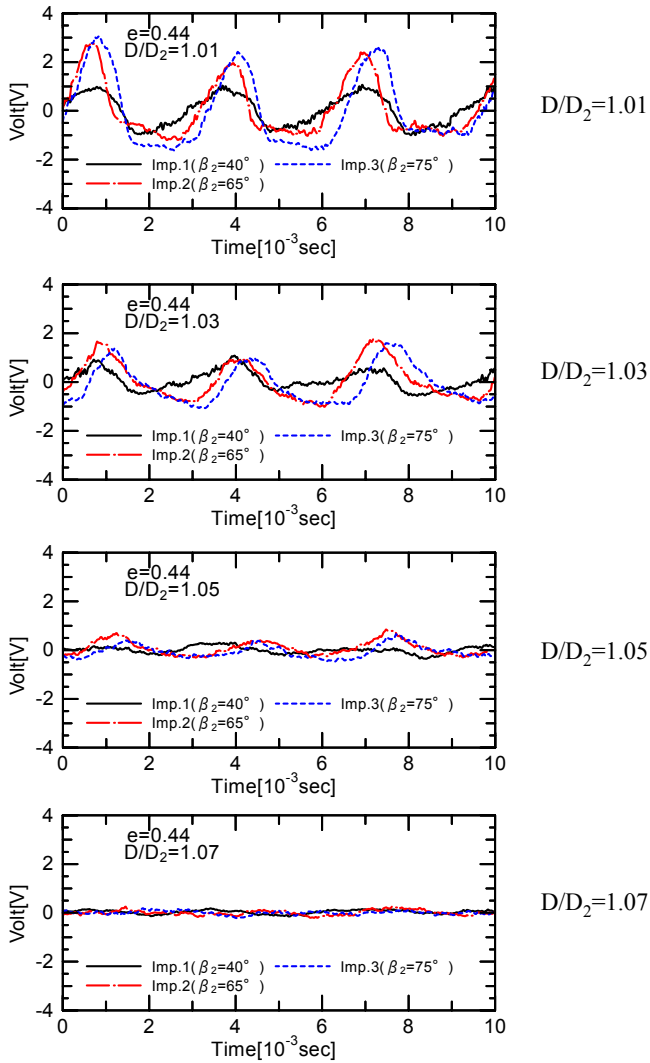 4
e=0.44
D/D₂=1.01
2
D/D₂=1.01
Volt[V]
0
-2
Imp.1(β₂=40°) Imp.3(β₂=75°)
Imp.2(β₂=65°)
-4
0 2 4 6 8 10
Time[10⁻³sec]
4
e=0.44
D/D₂=1.03
2
D/D₂=1.03
Volt[V]
0
-2
Imp.1(β₂=40°) Imp.3(β₂=75°)
Imp.2(β₂=65°)
-4
0 2 4 6 8 10
Time[10⁻³sec]
4
e=0.44
D/D₂=1.05
2
D/D₂=1.05
Volt[V]
0
-2
Imp.1(β₂=40°) Imp.3(β₂=75°)
Imp.2(β₂=65°)
-4
0 2 4 6 8 10
Time[10⁻³sec]
4
e=0.44
D/D₂=1.07
2
D/D₂=1.07
Volt[V]
0
-2
Imp.1(β₂=40°) Imp.3(β₂=75°)
Imp.2(β₂=65°)
-4
0 2 4 6 8 10
Time[10⁻³sec]